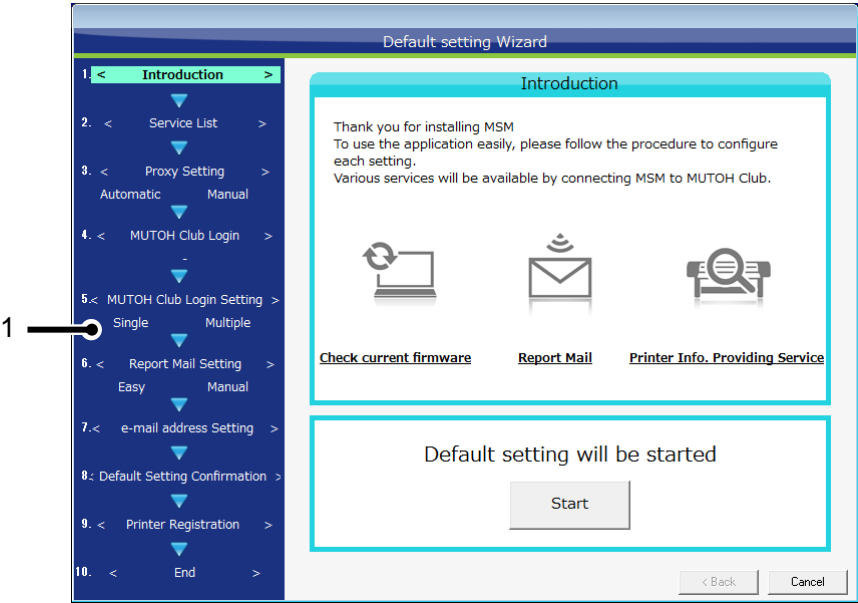 Default setting Wizard
1. < Introduction >
2. < Service List >
3. < Proxy Setting >
Automatic Manual
4. < MUTOH Club Login >
-
5.< MUTOH Club Login Setting >
Single Multiple
6. < Report Mail Setting >
Easy Manual
7.< e-mail address Setting >
8.< Default Setting Confirmation >
9. < Printer Registration >
10. < End >
1
Introduction
Thank you for installing MSM
To use the application easily, please follow the procedure to configure
each setting.
Various services will be available by connecting MSM to MUTOH Club.
Check current firmware Report Mail Printer Info. Providing Service
Default setting will be started
Start
< Back Cancel